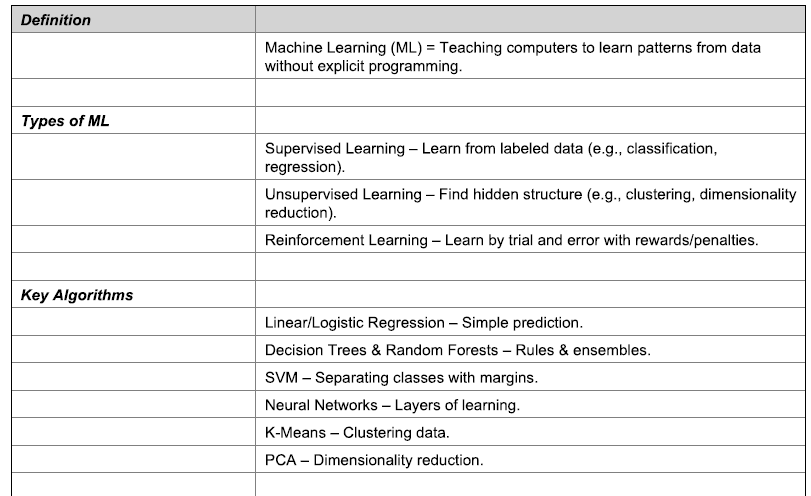 Definition
Machine Learning (ML) = Teaching computers to learn patterns from data
without explicit programming.
Types of ML
Supervised Learning – Learn from labeled data (e.g., classification,
regression).
Unsupervised Learning – Find hidden structure (e.g., clustering, dimensionality
reduction).
Reinforcement Learning – Learn by trial and error with rewards/penalties.
Key Algorithms
Linear/Logistic Regression – Simple prediction.
Decision Trees & Random Forests – Rules & ensembles.
SVM – Separating classes with margins.
Neural Networks – Layers of learning.
K-Means – Clustering data.
PCA – Dimensionality reduction.